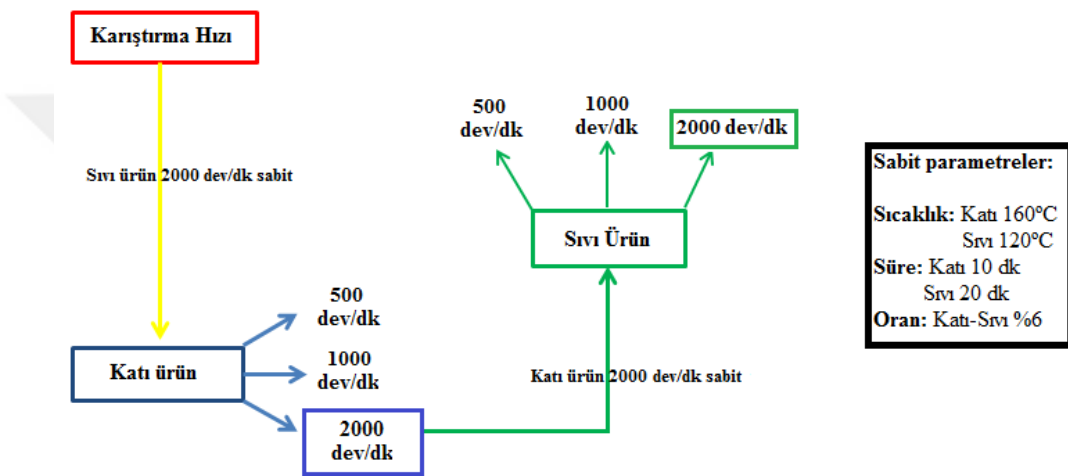 Karıştırma Hızı
Sıvı ürün 2000 dev/dk sabit
Katı ürün
500
dev/dk
1000
dev/dk
2000
dev/dk
Katı ürün 2000 dev/dk sabit
Sıvı Ürün
500
dev/dk
1000
dev/dk
2000 dev/dk
Sabit parametreler:
Sıcaklık: Katı 160°C
Sıvı 120°C
Süre: Katı 10 dk
Sıvı 20 dk
Oran: Katı-Sıvı %6